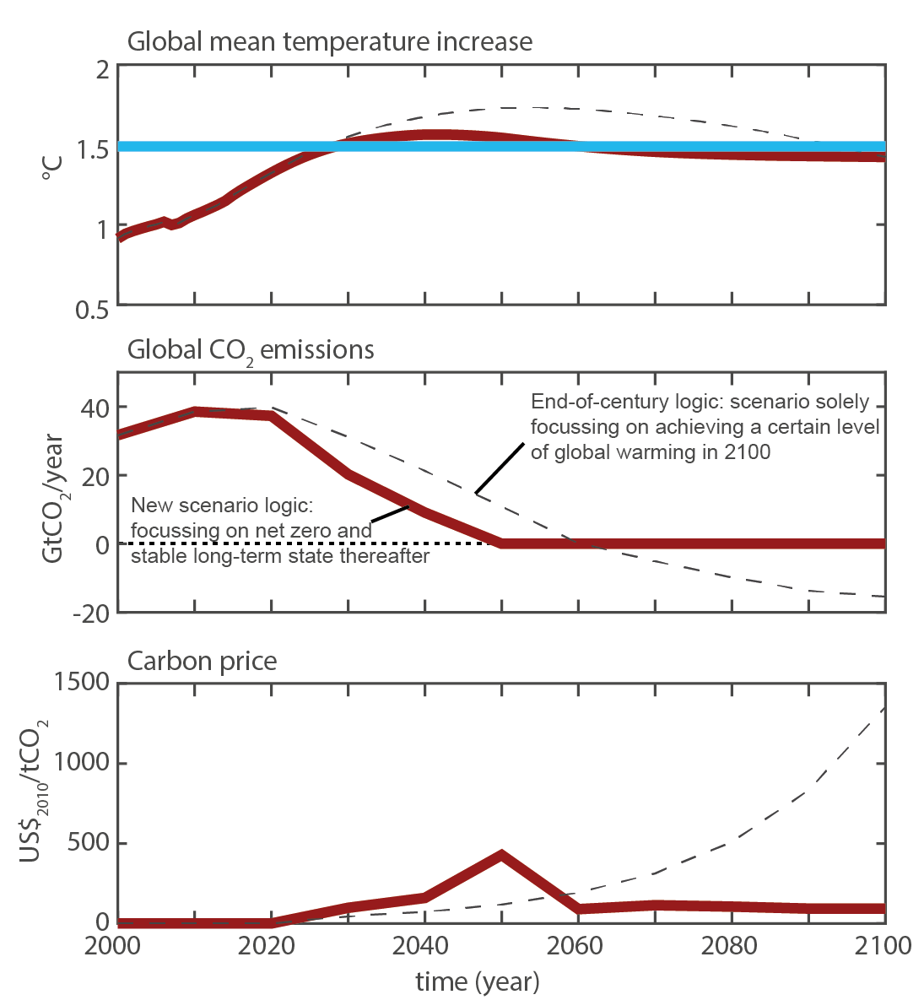 Global mean temperature increase
2
1.5
1
0.5
°C
Global CO₂ emissions
40
20
0
-20
GtCO₂/year
End-of-century logic: scenario solely
focussing on achieving a certain level
of global warming in 2100
New scenario logic:
focussing on net zero and
stable long-term state thereafter
Carbon price
1500
1000
500
0
US$₂₀₁₀/tCO₂
2000 2020 2040 2060 2080 2100
time (year)